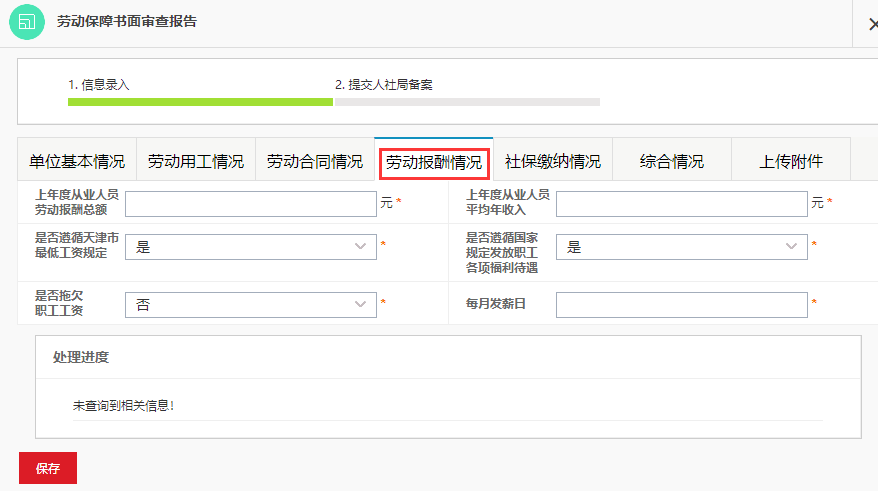 劳动保障书面审查报告
1. 信息录入
2. 提交人社局备案
单位基本情况 劳动用工情况 劳动合同情况 劳动报酬情况 社保缴纳情况 综合情况 上传附件
上年度从业人员
劳动报酬总额
元 *
上年度从业人员
平均年收入
元 *
是否遵循天津市
最低工资规定
是
*
是否遵循国家
规定发放职工
各项福利待遇
是
*
是否拖欠
职工工资
否
*
每月发薪日
*
处理进度
未查询到相关信息!
保存